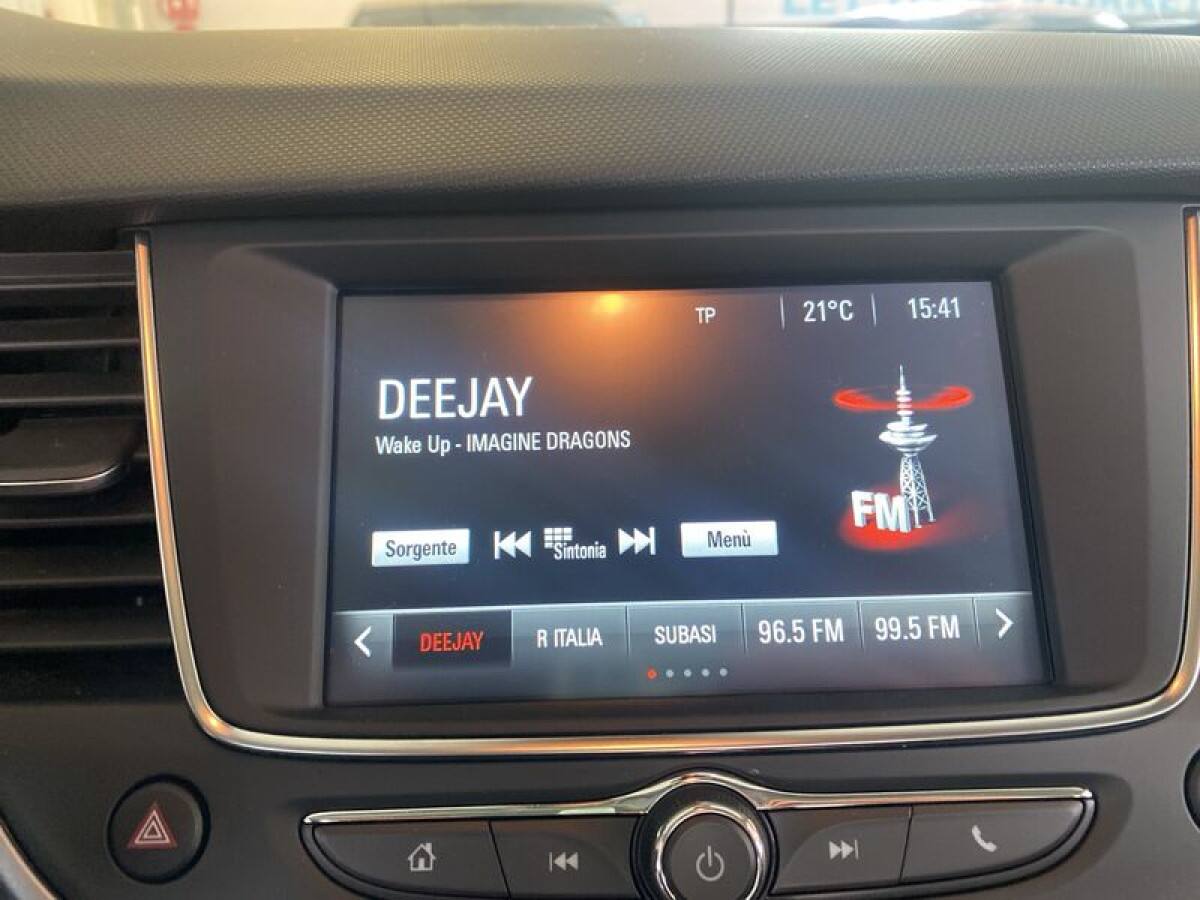 TP 21°C 15:41
DEEJAY
Wake Up - IMAGINE DRAGONS
FM
Sorgente Sintonia Menù
DEEJAY R ITALIA SUBASI 96.5 FM 99.5 FM